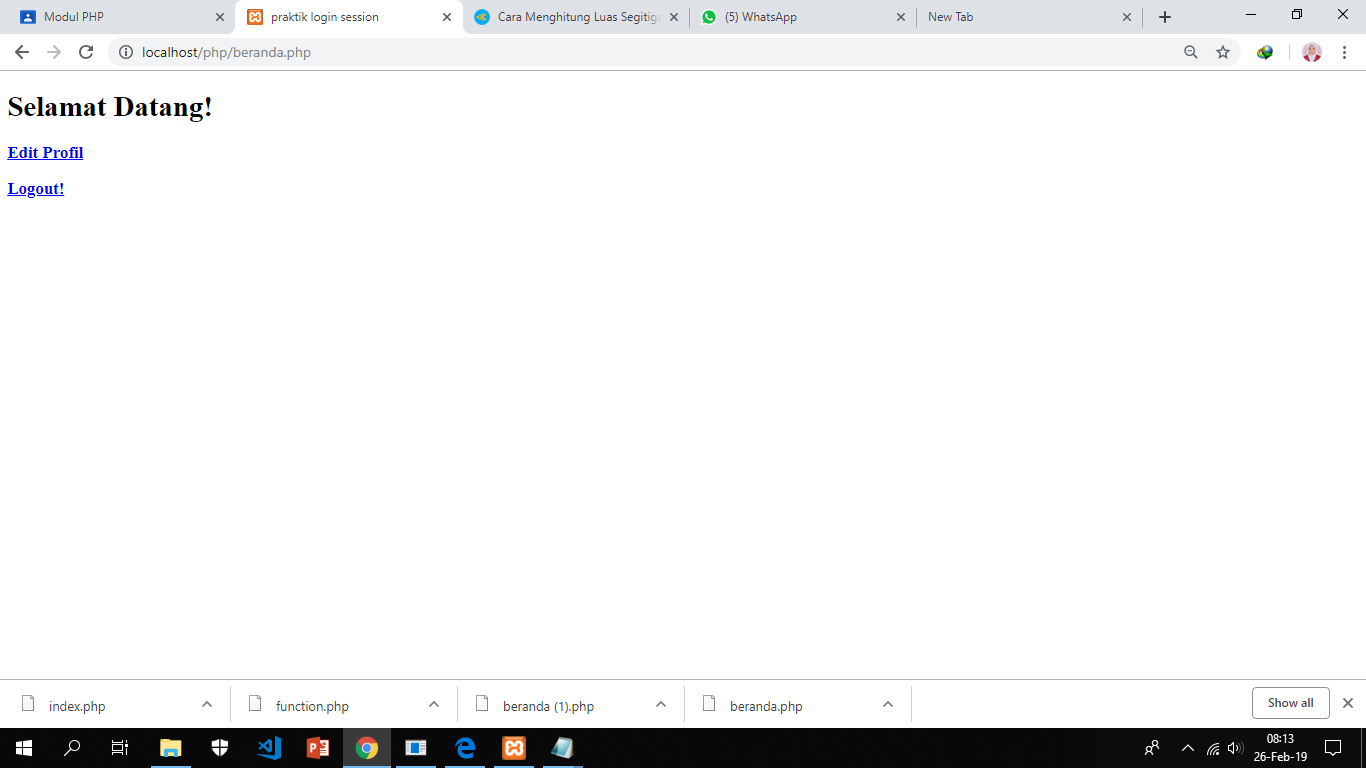 Modul PHP
praktik login session
Cara Menghitung Luas Segitiga
(5) WhatsApp
New Tab
localhost/php/beranda.php
Selamat Datang!
Edit Profil
Logout!
index.php
function.php
beranda (1).php
beranda.php
Show all
08:13
26-Feb-19